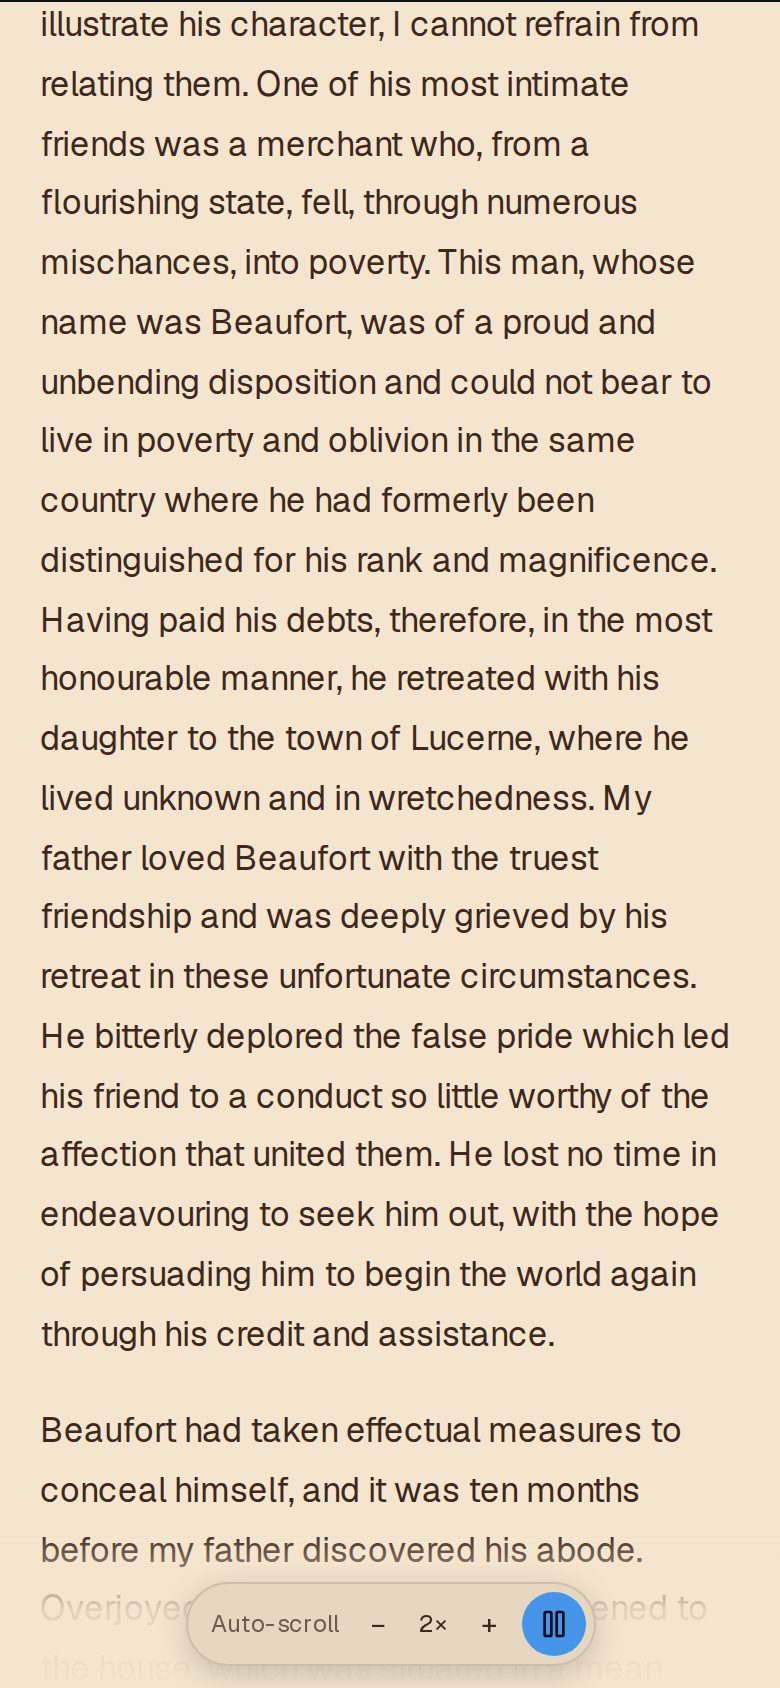 illustrate his character, I cannot refrain from
relating them. One of his most intimate
friends was a merchant who, from a
flourishing state, fell, through numerous
mischances, into poverty. This man, whose
name was Beaufort, was of a proud and
unbending disposition and could not bear to
live in poverty and oblivion in the same
country where he had formerly been
distinguished for his rank and magnificence.
Having paid his debts, therefore, in the most
honourable manner, he retreated with his
daughter to the town of Lucerne, where he
lived unknown and in wretchedness. My
father loved Beaufort with the truest
friendship and was deeply grieved by his
retreat in these unfortunate circumstances.
He bitterly deplored the false pride which led
his friend to a conduct so little worthy of the
affection that united them. He lost no time in
endeavouring to seek him out, with the hope
of persuading him to begin the world again
through his credit and assistance.
Beaufort had taken effectual measures to
conceal himself, and it was ten months
before my father discovered his abode.
to
the house, which was situated in a mean
Auto-scroll − 2× +